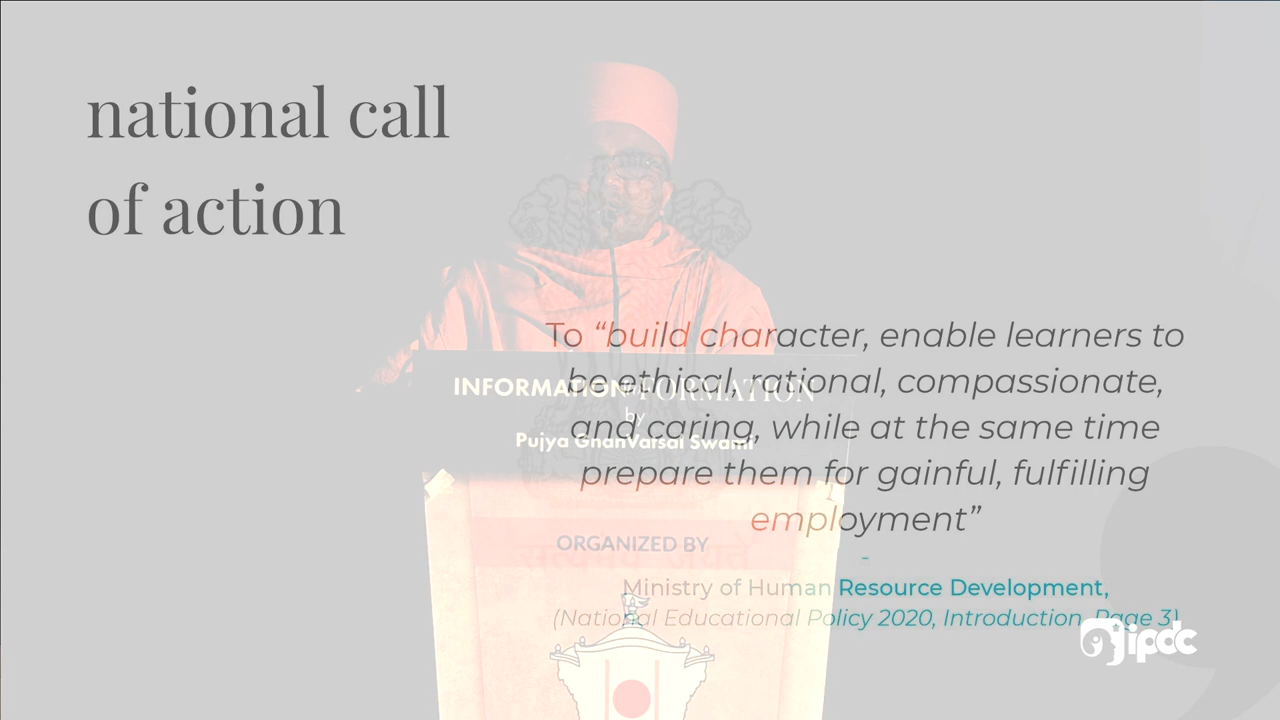 national call
of action
To “build character, enable learners to
be ethical, rational, compassionate,
and caring, while at the same time
prepare them for gainful, fulfilling
employment”
-
Ministry of Human Resource Development,
(National Educational Policy 2020, Introduction, Page 3)
INFORMATION FORMATION
by
Pujya GnanVatsal Swami
ORGANIZED BY
ipdc